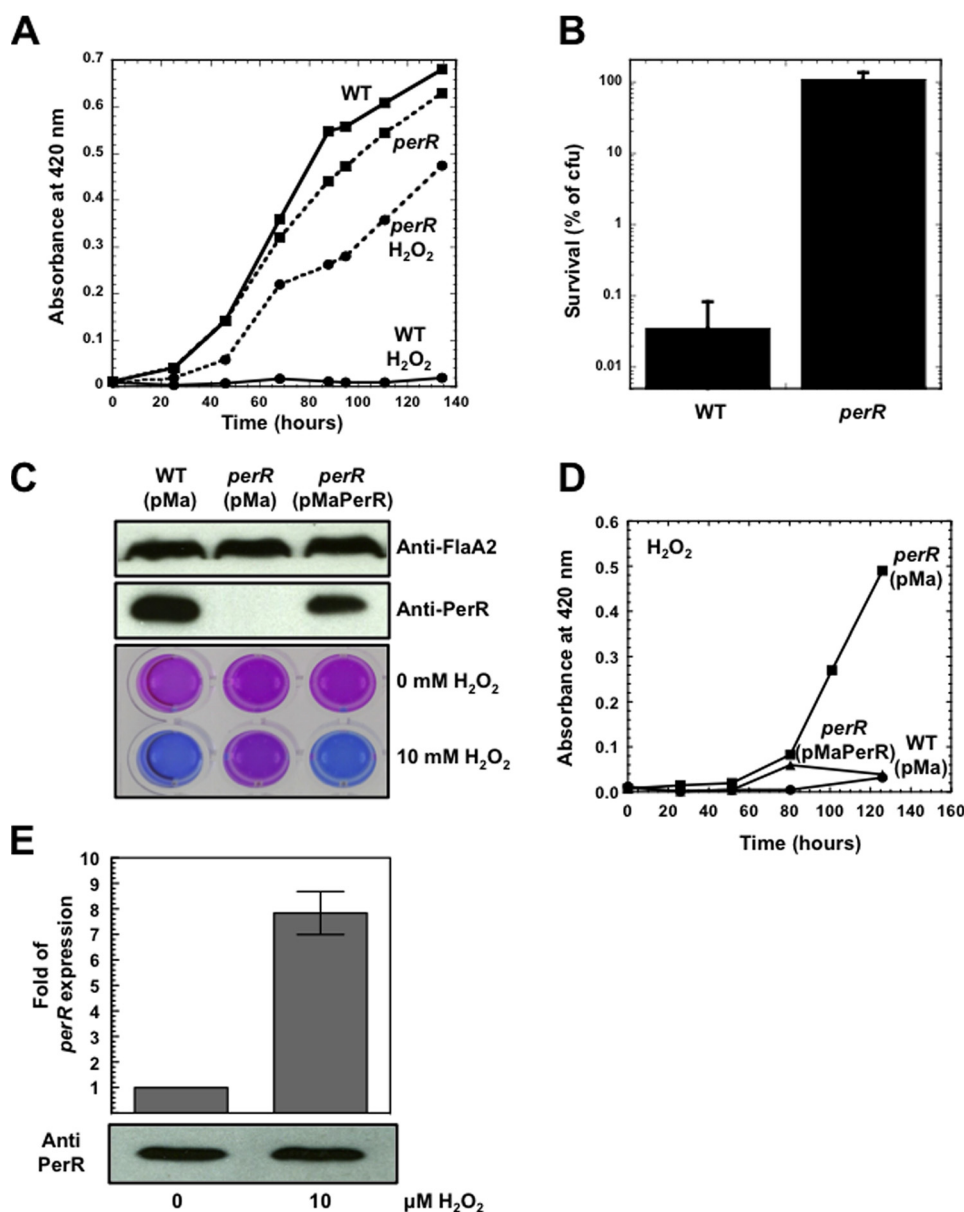 A
0.7
0.6
0.5
0.4
0.3
0.2
0.1
0
Absorbance at 420 nm
WT
perR
perR
H₂O₂
WT
H₂O₂
0 20 40 60 80 100 120 140
Time (hours)
B
100
10
1
0.1
0.01
Survival (% of cfu)
WT perR
C
WT perR perR
(pMa) (pMa) (pMaPerR)
Anti-FlaA2
Anti-PerR
0 mM H₂O₂
10 mM H₂O₂
D
0.6
0.5
0.4
0.3
0.2
0.1
0.0
Absorbance at 420 nm
H₂O₂
perR
(pMa)
perR
(pMaPerR)
WT
(pMa)
0 20 40 60 80 100 120 140 160
Time (hours)
E
10
9
8
7
6
5
4
3
2
1
Fold of
perR expression
Anti
PerR
0 10 µM H₂O₂